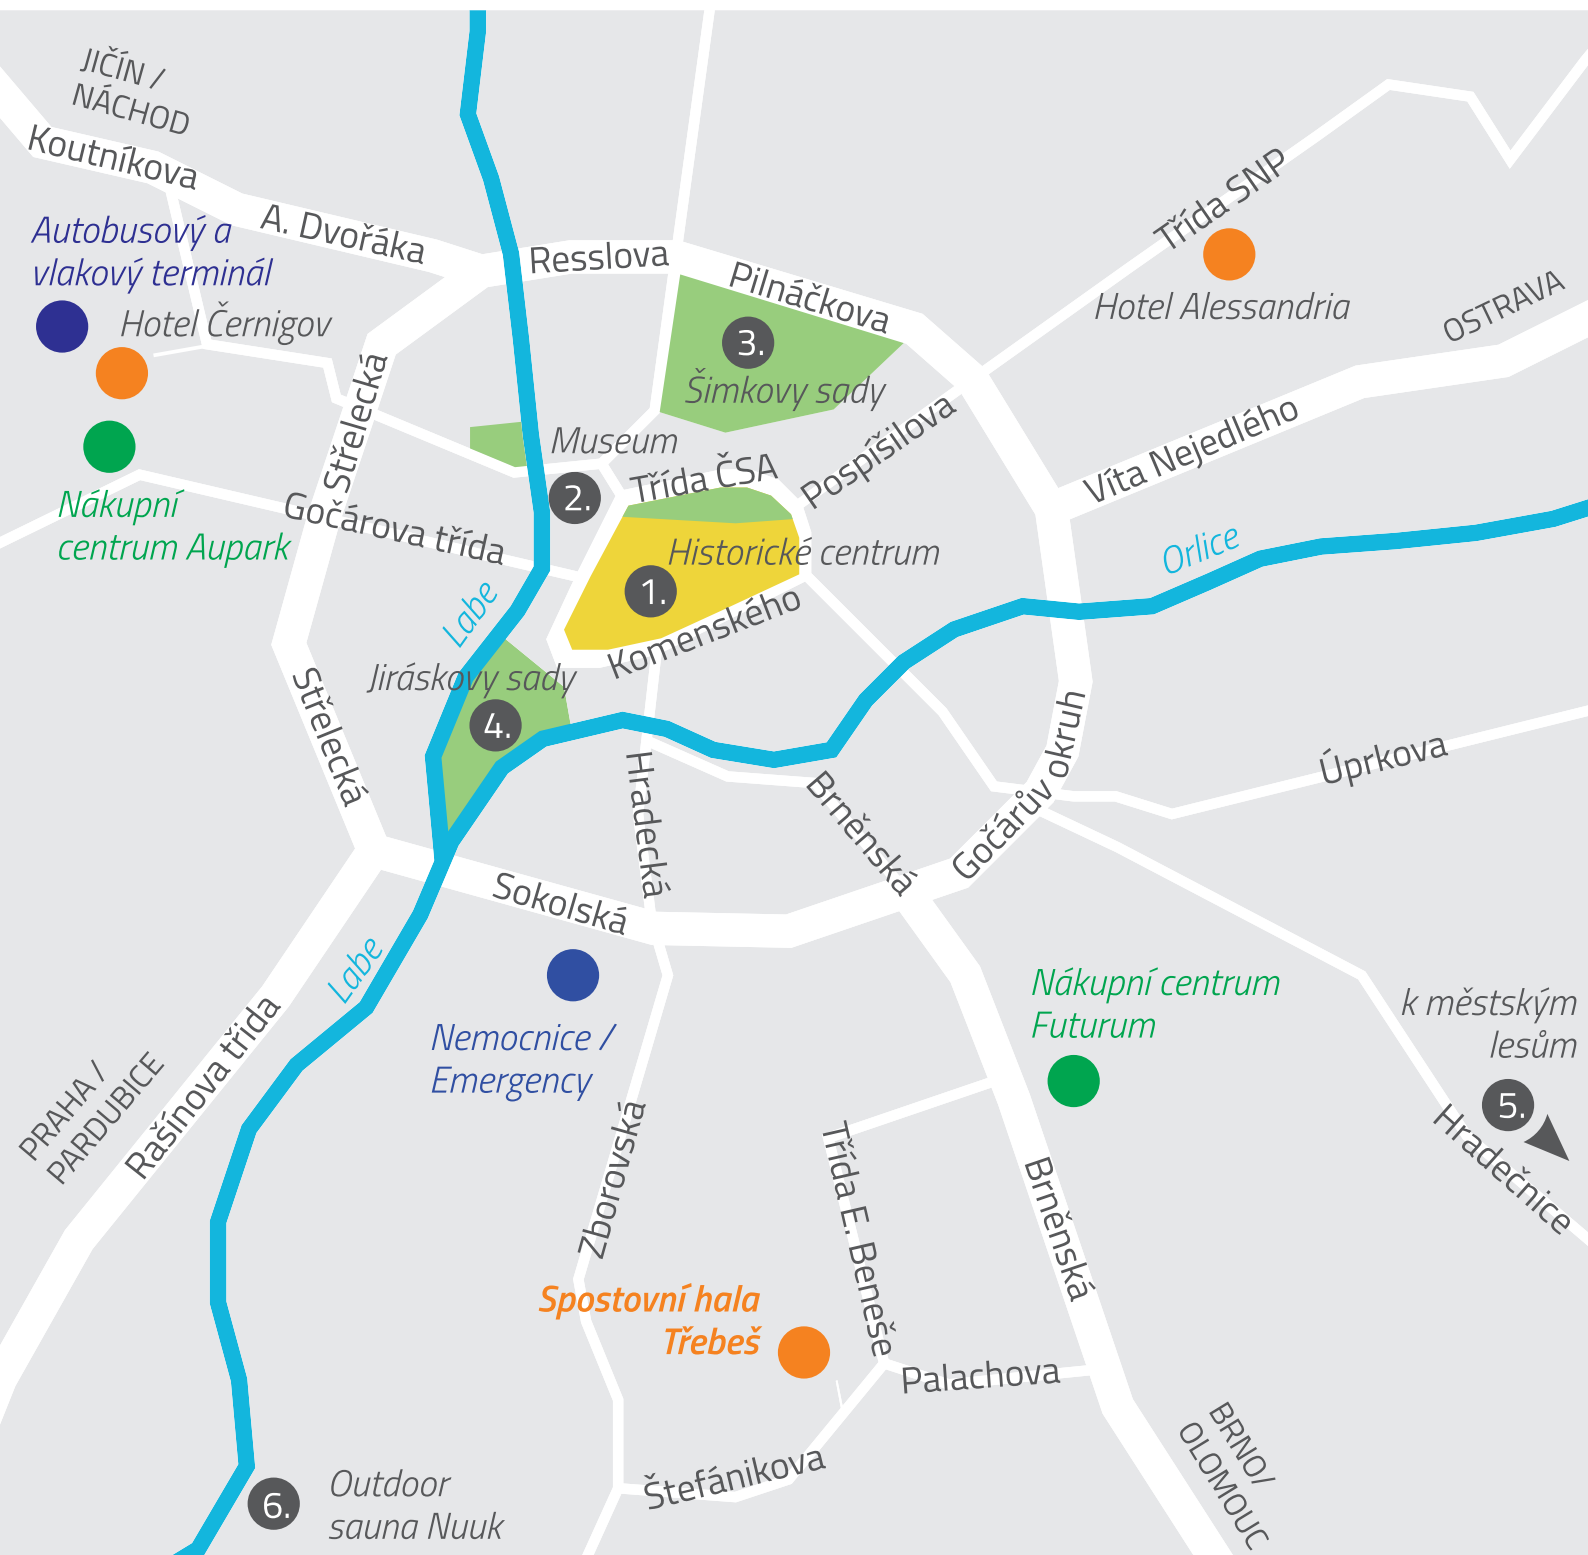 JIČÍN /
NÁCHOD
Koutníkova
A. Dvořáka
Resslova
Pilnáčkova
Třída SNP
Autobusový a
vlakový terminál
Hotel Černigov
Hotel Alessandria
OSTRAVA
3.
Šimkovy sady
Střelecká
Museum
Pospíšilova
Víta Nejedlého
Třída ČSA
2.
Nákupní
centrum Aupark
Gočárova třída
Historické centrum
Orlice
1.
Labe
Komenského
Jiráskovy sady
4.
Střelecká
Hradecká
Brněnská
Gočárův okruh
Úprkova
Sokolská
Labe
Nemocnice /
Emergency
Nákupní centrum
Futurum
k městským
lesům
5.
Hradečnice
PRAHA /
PARDUBICE
Rašínova třída
Zborovská
Třída E. Beneše
Brněnská
Spostovní hala
Třebeš
Palachova
Štefánikova
BRNO/
OLOMOUC
6.
Outdoor
sauna Nuuk